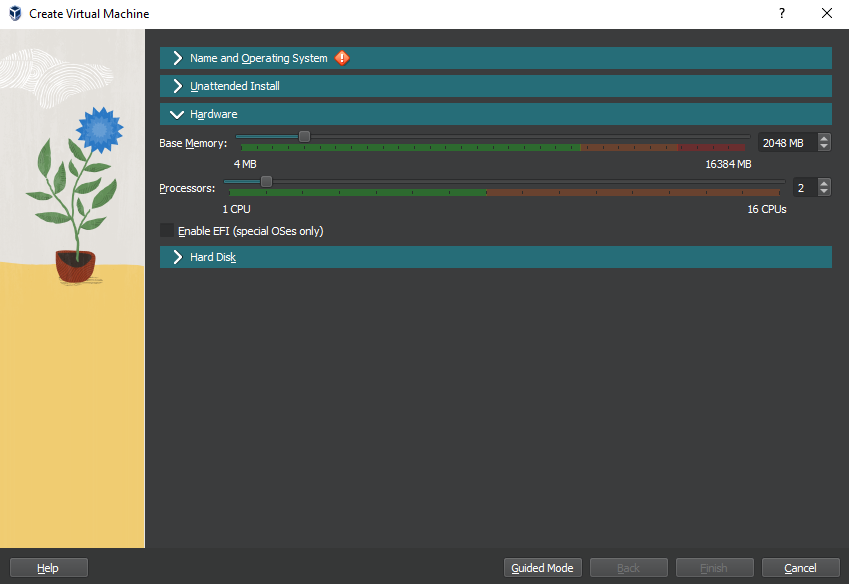 Create Virtual Machine
Name and Operating System
Unattended Install
Hardware
Base Memory: 2048 MB
4 MB 16384 MB
Processors: 2
1 CPU 16 CPUs
Enable EFI (special OSes only)
Hard Disk
Help Guided Mode Back Finish Cancel